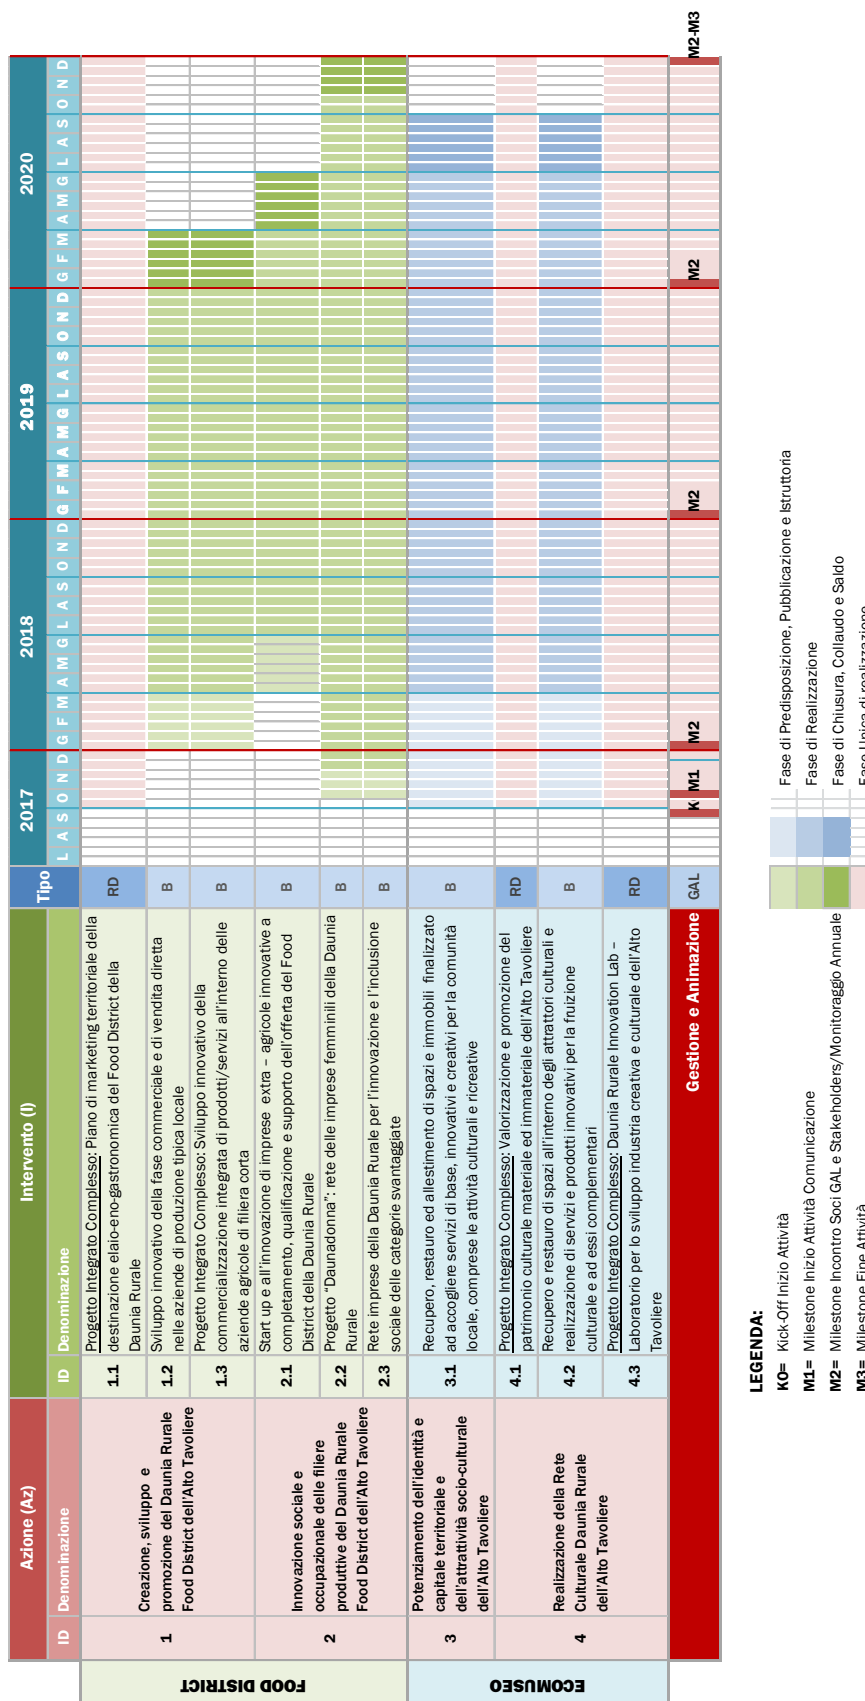 Azione (Az)
Intervento (I)
Tipo
2017
2018
2019
2020
ID
Denominazione
ID
Denominazione
L A S O N D
G F M A M G L A S O N D
G F M A M G L A S O N D
G F M A M G L A S O N D
FOOD DISTRICT
1
Creazione, sviluppo e
promozione del Daunia Rurale
Food District dell'Alto Tavoliere
1.1
Progetto Integrato Complesso: Piano di marketing territoriale della
destinazione elaio-eno-gastronomica del Food District della
Daunia Rurale
RD
1.2
Sviluppo innovativo della fase commerciale e di vendita diretta
nelle aziende di produzione tipica locale
B
1.3
Progetto Integrato Complesso: Sviluppo innovativo della
commercializzazione integrata di prodotti/servizi all'interno delle
aziende agricole di filiera corta
B
2
Innovazione sociale e
occupazionale delle filiere
produttive del Daunia Rurale
Food District dell'Alto Tavoliere
2.1
Start up e all'innovazione di imprese extra – agricole innovative a
completamento, qualificazione e supporto dell'offerta del Food
District della Daunia Rurale
B
2.2
Progetto “Daunadonna”: rete delle imprese femminili della Daunia
Rurale
B
2.3
Rete imprese della Daunia Rurale per l'innovazione e l'inclusione
sociale delle categorie svantaggiate
B
ECOMUSEO
3
Potenziamento dell'identità e
capitale territoriale e
dell'attrattività socio-culturale
dell'Alto Tavoliere
3.1
Recupero, restauro ed allestimento di spazi e immobili finalizzato
ad accogliere servizi di base, innovativi e creativi per la comunità
locale, comprese le attività culturali e ricreative
B
4
Realizzazione della Rete
Culturale Daunia Rurale
dell'Alto Tavoliere
4.1
Progetto Integrato Complesso: Valorizzazione e promozione del
patrimonio culturale materiale ed immateriale dell'Alto Tavoliere
RD
4.2
Recupero e restauro di spazi all'interno degli attrattori culturali e
realizzazione di servizi e prodotti innovativi per la fruizione
culturale e ad essi complementari
B
4.3
Progetto Integrato Complesso: Daunia Rurale Innovation Lab –
Laboratorio per lo sviluppo industria creativa e culturale dell'Alto
Tavoliere
RD
Gestione e Animazione
GAL
K
M1
M2
M2
M2
M2-M3
LEGENDA:
K0= Kick-Off Inizio Attività
Fase di Predisposizione, Pubblicazione e Istruttoria
M1= Milestone Inizio Attività Comunicazione
Fase di Realizzazione
M2= Milestone Incontro Soci GAL e Stakeholders/Monitoraggio Annuale
Fase di Chiusura, Collaudo e Saldo
M3= Milestone Fine Attività
Fase Unica di realizzazione